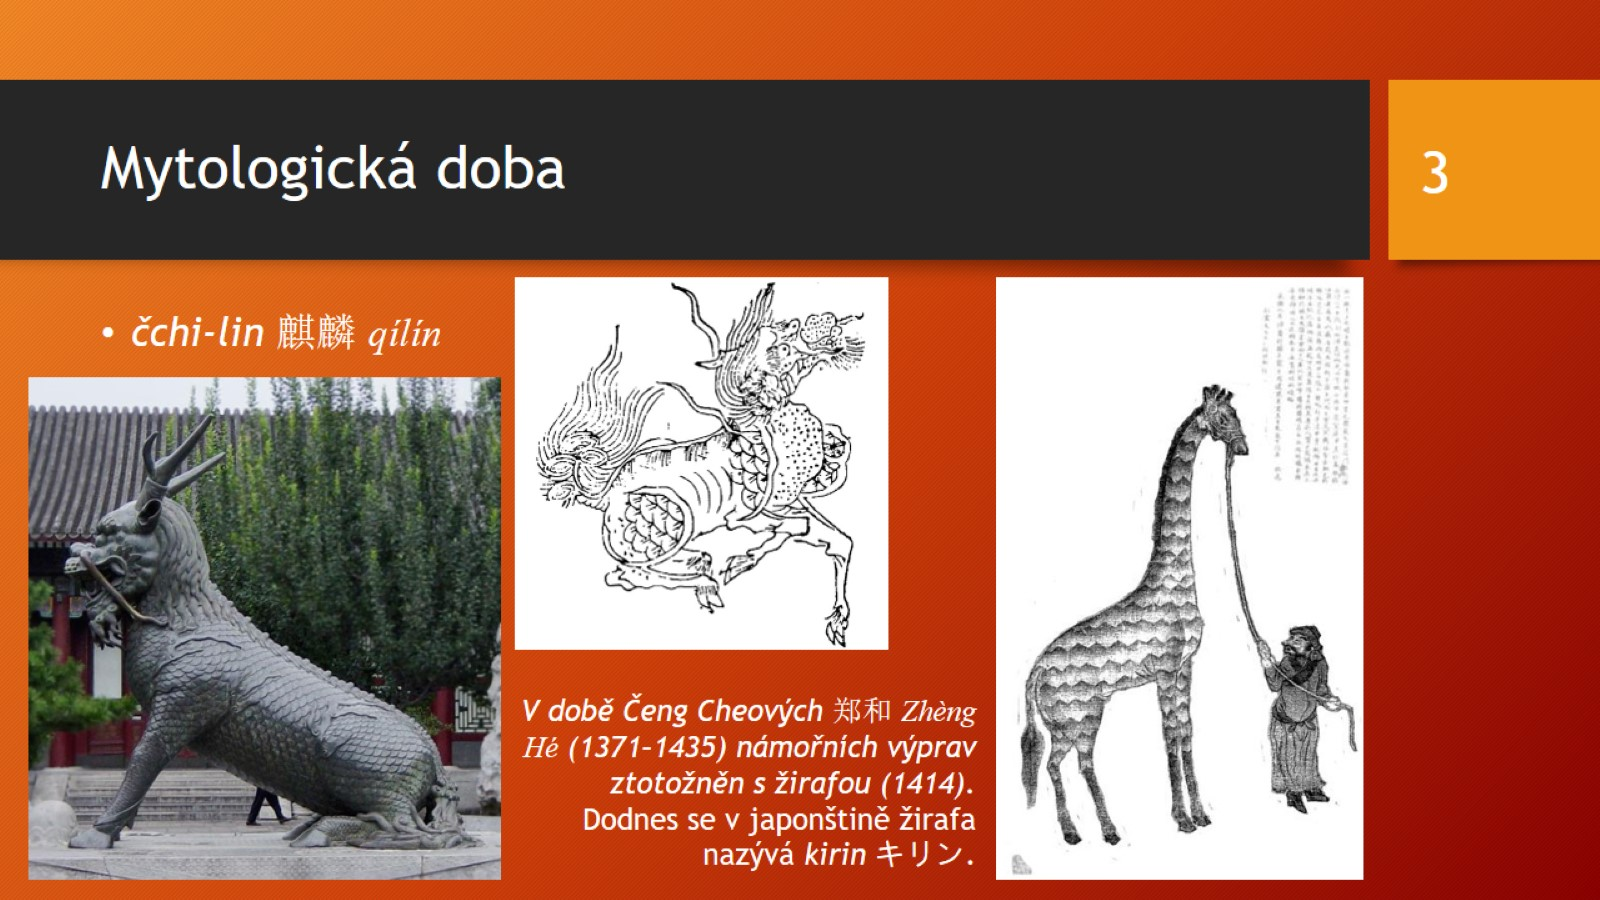 Mytologická doba
3
• čchi-lin 麒麟 qílín
V době Čeng Cheových 郑和 Zhèng
Hé (1371–1435) námořních výprav
ztotožněn s žirafou (1414).
Dodnes se v japonštině žirafa
nazývá kirin キリン.